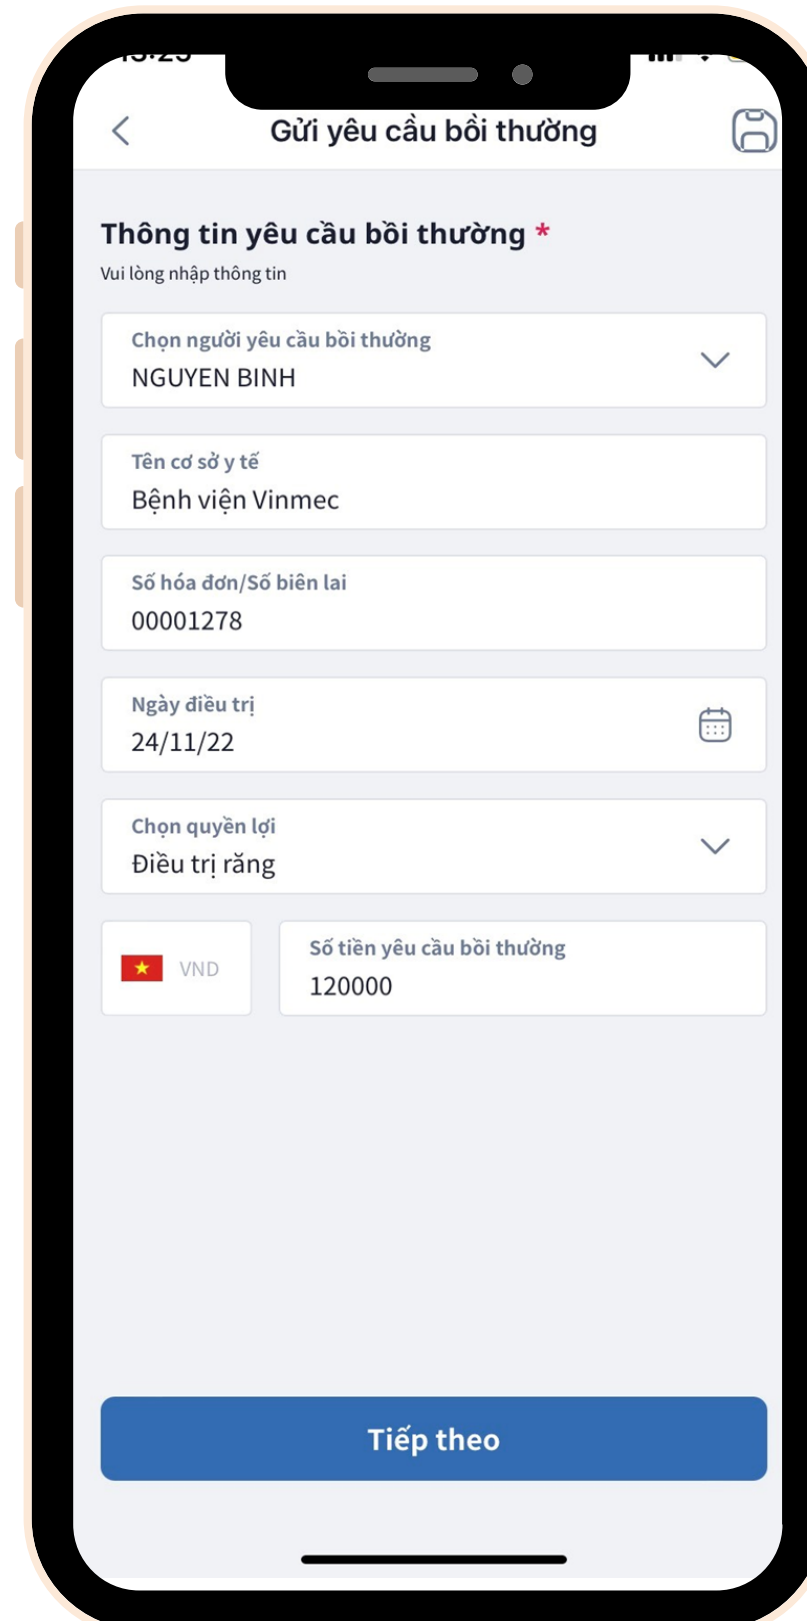 Gửi yêu cầu bồi thường
Thông tin yêu cầu bồi thường *
Vui lòng nhập thông tin
Chọn người yêu cầu bồi thường
NGUYEN BINH
Tên cơ sở y tế
Bệnh viện Vinmec
Số hóa đơn/Số biên lai
00001278
Ngày điều trị
24/11/22
Chọn quyền lợi
Điều trị răng
VND
Số tiền yêu cầu bồi thường
120000
Tiếp theo